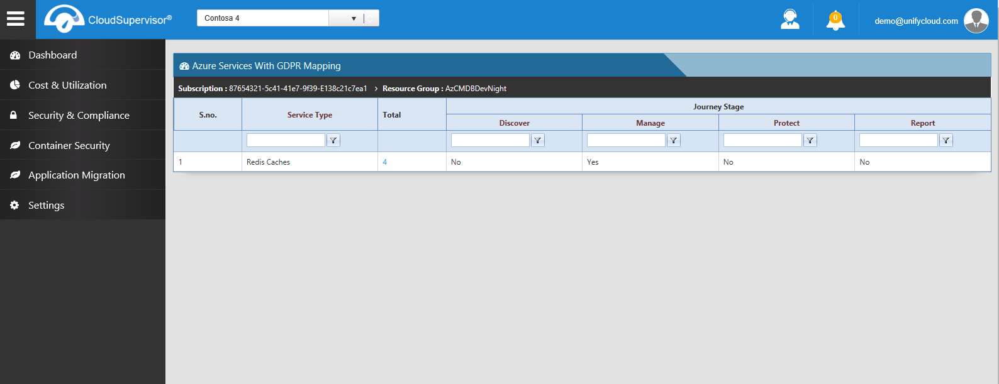 CloudSupervisor®
Contosa 4
0
demo@unifycloud.com
Dashboard
Cost & Utilization
Security & Compliance
Container Security
Application Migration
Settings
Azure Services With GDPR Mapping
Subscription : 87654321-5c41-41e7-9f39-E138c21c7ea1 > Resource Group : AzCMDBDevNight
S.no. Service Type Total Journey Stage
Discover Manage Protect Report
1 Redis Caches 4 No Yes No No